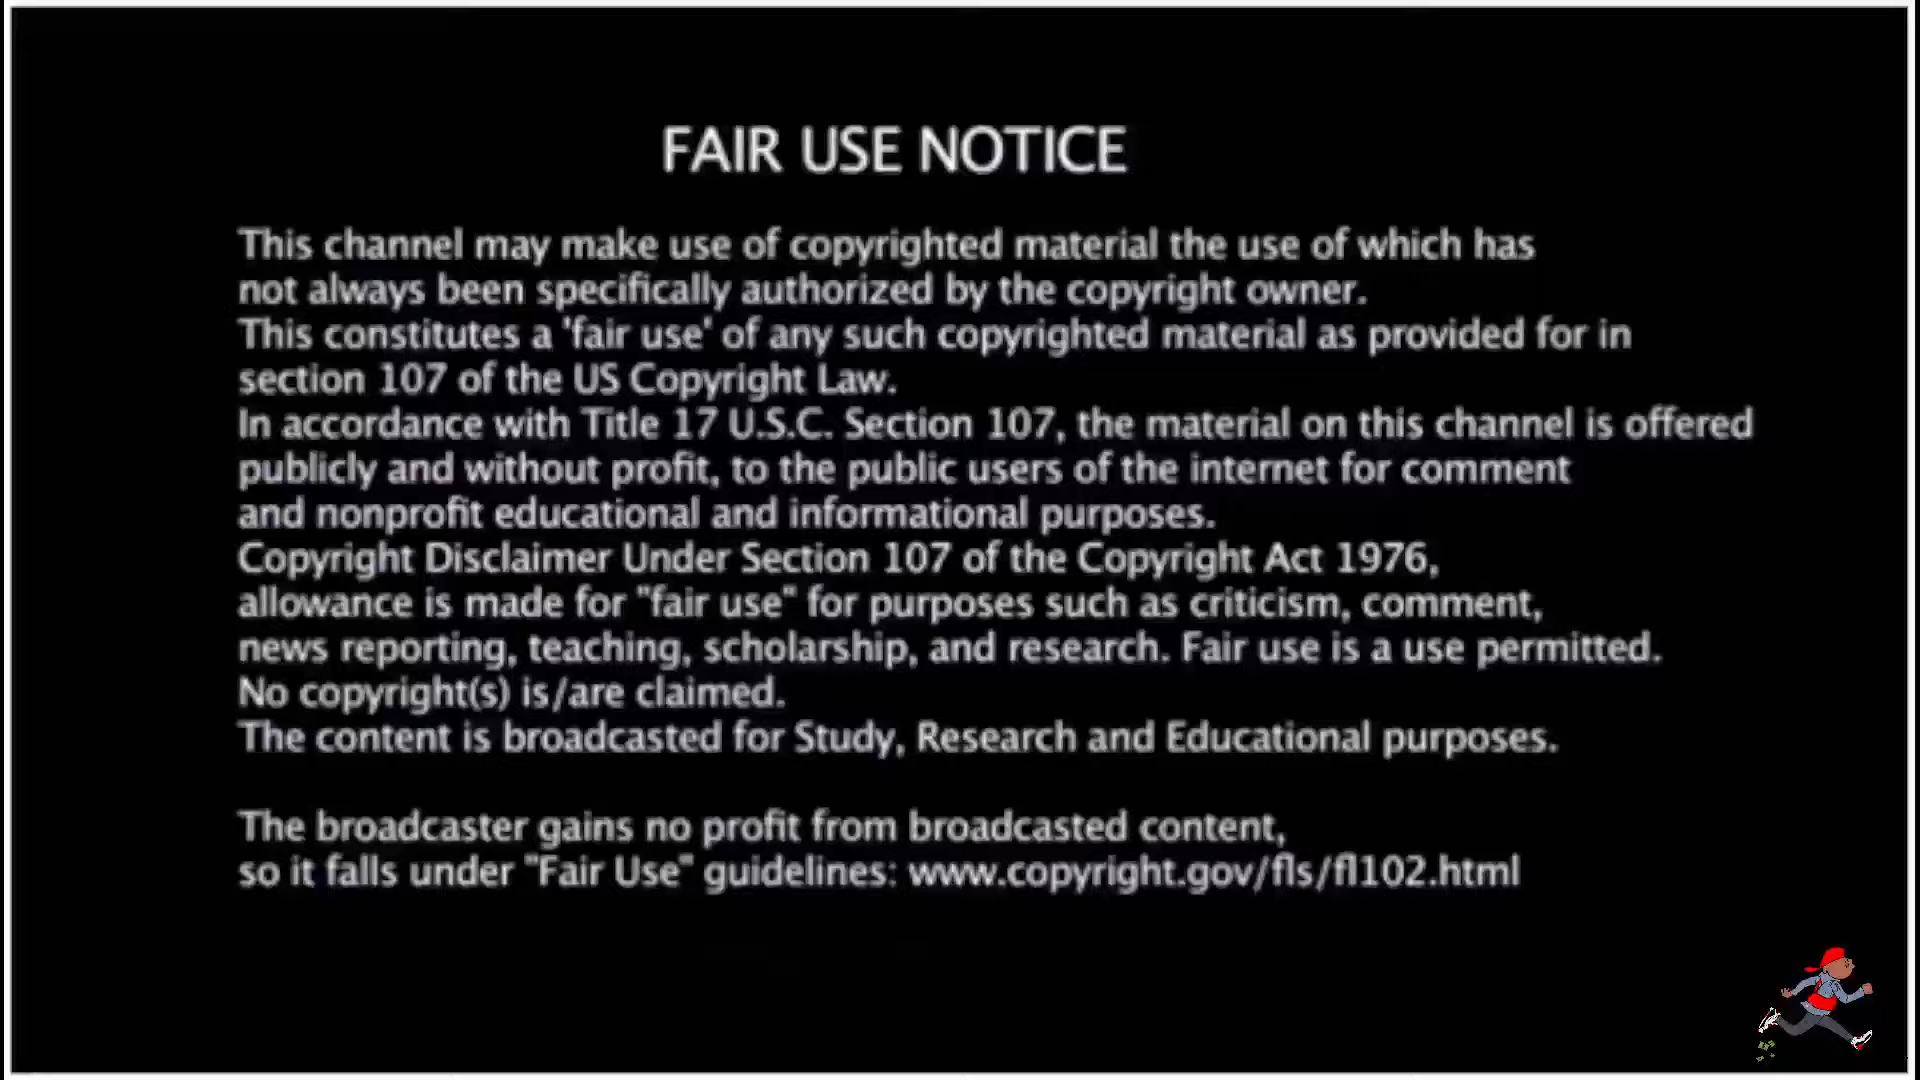 FAIR USE NOTICE
This channel may make use of copyrighted material the use of which has
not always been specifically authorized by the copyright owner.
This constitutes a 'fair use' of any such copyrighted material as provided for in
section 107 of the US Copyright Law.
In accordance with Title 17 U.S.C. Section 107, the material on this channel is offered
publicly and without profit, to the public users of the internet for comment
and nonprofit educational and informational purposes.
Copyright Disclaimer Under Section 107 of the Copyright Act 1976,
allowance is made for "fair use" for purposes such as criticism, comment,
news reporting, teaching, scholarship, and research. Fair use is a use permitted.
No copyright(s) is/are claimed.
The content is broadcasted for Study, Research and Educational purposes.
The broadcaster gains no profit from broadcasted content,
so it falls under "Fair Use" guidelines: www.copyright.gov/fls/fl102.html